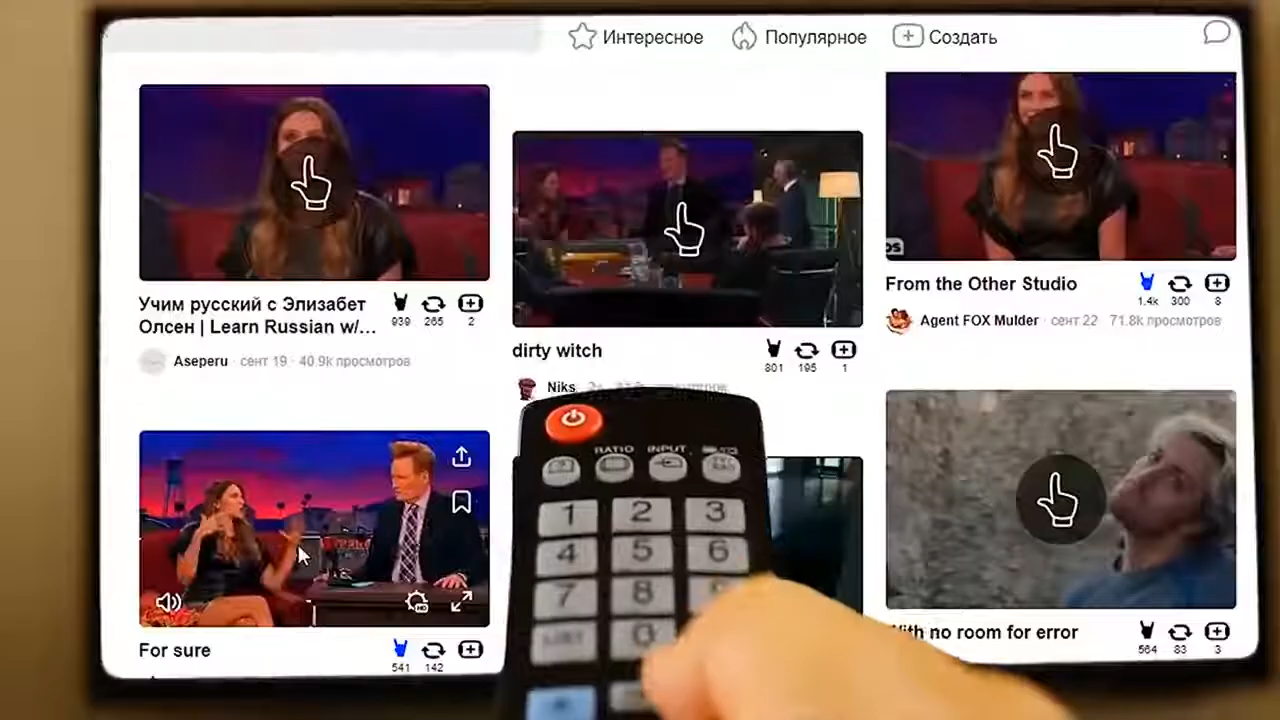 Интересное
Популярное
Создать
Учим русский с Элизабет
Олсен | Learn Russian w/...
939
265
2
Aseperu · сент 19 · 40.9k просмотров
dirty witch
801
195
1
Niks
From the Other Studio
1.4k
300
8
Agent FOX Mulder · сент 22 71.8k просмотров
For sure
541
142
HD
With no room for error
564
83
3
RATIO
INPUT
1
2
3
4
5
6
7
8
9
LIST
0